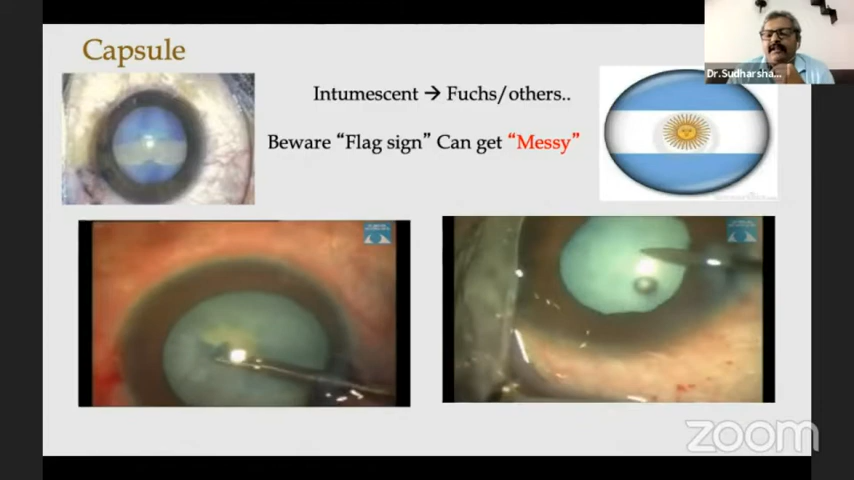 Capsule
Intumescent → Fuchs/others..
Beware “Flag sign” Can get “Messy”
Dr.Sudharsha...
zoom